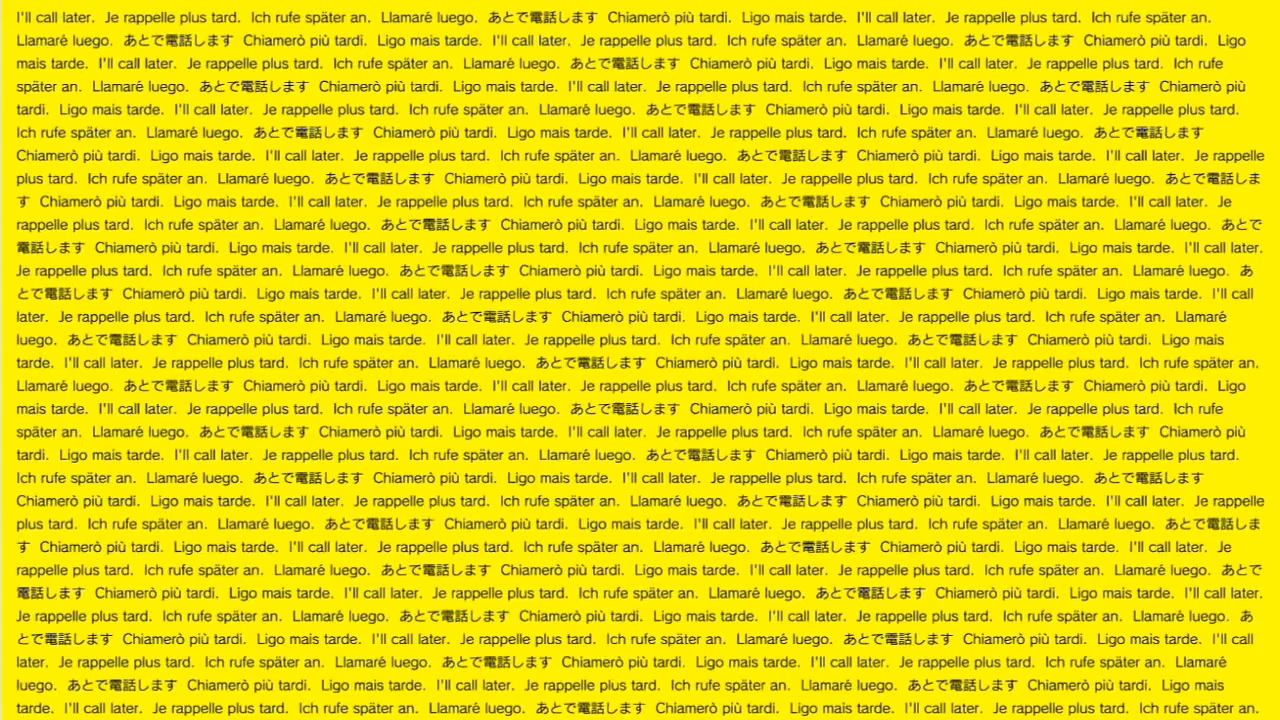 I'll call later. Je rappelle plus tard. Ich rufe später an. Llamaré luego. あとで電話します Chiamerò più tardi. Ligo mais tarde. I'll call later. Je rappelle plus tard. Ich rufe später an.
Llamaré luego. あとで電話します Chiamerò più tardi. Ligo mais tarde. I'll call later. Je rappelle plus tard. Ich rufe später an. Llamaré luego. あとで電話します Chiamerò più tardi. Ligo
mais tarde. I'll call later. Je rappelle plus tard. Ich rufe später an. Llamaré luego. あとで電話します Chiamerò più tardi. Ligo mais tarde. I'll call later. Je rappelle plus tard. Ich rufe
später an. Llamaré luego. あとで電話します Chiamerò più tardi. Ligo mais tarde. I'll call later. Je rappelle plus tard. Ich rufe später an. Llamaré luego. あとで電話します Chiamerò più
tardi. Ligo mais tarde. I'll call later. Je rappelle plus tard. Ich rufe später an. Llamaré luego. あとで電話します Chiamerò più tardi. Ligo mais tarde. I'll call later. Je rappelle plus tard.
Ich rufe später an. Llamaré luego. あとで電話します Chiamerò più tardi. Ligo mais tarde. I'll call later. Je rappelle plus tard. Ich rufe später an. Llamaré luego. あとで電話します
Chiamerò più tardi. Ligo mais tarde. I'll call later. Je rappelle plus tard. Ich rufe später an. Llamaré luego. あとで電話します Chiamerò più tardi. Ligo mais tarde. I'll call later. Je rappelle
plus tard. Ich rufe später an. Llamaré luego. あとで電話します Chiamerò più tardi. Ligo mais tarde. I'll call later. Je rappelle plus tard. Ich rufe später an. Llamaré luego. あとで電話しま
す Chiamerò più tardi. Ligo mais tarde. I'll call later. Je rappelle plus tard. Ich rufe später an. Llamaré luego. あとで電話します Chiamerò più tardi. Ligo mais tarde. I'll call later. Je
rappelle plus tard. Ich rufe später an. Llamaré luego. あとで電話します Chiamerò più tardi. Ligo mais tarde. I'll call later. Je rappelle plus tard. Ich rufe später an. Llamaré luego. あとで
電話します Chiamerò più tardi. Ligo mais tarde. I'll call later. Je rappelle plus tard. Ich rufe später an. Llamaré luego. あとで電話します Chiamerò più tardi. Ligo mais tarde. I'll call later.
Je rappelle plus tard. Ich rufe später an. Llamaré luego. あとで電話します Chiamerò più tardi. Ligo mais tarde. I'll call later. Je rappelle plus tard. Ich rufe später an. Llamaré luego. あ
とで電話します Chiamerò più tardi. Ligo mais tarde. I'll call later. Je rappelle plus tard. Ich rufe später an. Llamaré luego. あとで電話します Chiamerò più tardi. Ligo mais tarde. I'll call
later. Je rappelle plus tard. Ich rufe später an. Llamaré luego. あとで電話します Chiamerò più tardi. Ligo mais tarde. I'll call later. Je rappelle plus tard. Ich rufe später an. Llamaré
luego. あとで電話します Chiamerò più tardi. Ligo mais tarde. I'll call later. Je rappelle plus tard. Ich rufe später an. Llamaré luego. あとで電話します Chiamerò più tardi. Ligo mais
tarde. I'll call later. Je rappelle plus tard. Ich rufe später an. Llamaré luego. あとで電話します Chiamerò più tardi. Ligo mais tarde. I'll call later. Je rappelle plus tard. Ich rufe später an.
Llamaré luego. あとで電話します Chiamerò più tardi. Ligo mais tarde. I'll call later. Je rappelle plus tard. Ich rufe später an. Llamaré luego. あとで電話します Chiamerò più tardi. Ligo
mais tarde. I'll call later. Je rappelle plus tard. Ich rufe später an. Llamaré luego. あとで電話します Chiamerò più tardi. Ligo mais tarde. I'll call later. Je rappelle plus tard. Ich rufe
später an. Llamaré luego. あとで電話します Chiamerò più tardi. Ligo mais tarde. I'll call later. Je rappelle plus tard. Ich rufe später an. Llamaré luego. あとで電話します Chiamerò più
tardi. Ligo mais tarde. I'll call later. Je rappelle plus tard. Ich rufe später an. Llamaré luego. あとで電話します Chiamerò più tardi. Ligo mais tarde. I'll call later. Je rappelle plus tard.
Ich rufe später an. Llamaré luego. あとで電話します Chiamerò più tardi. Ligo mais tarde. I'll call later. Je rappelle plus tard. Ich rufe später an. Llamaré luego. あとで電話します
Chiamerò più tardi. Ligo mais tarde. I'll call later. Je rappelle plus tard. Ich rufe später an. Llamaré luego. あとで電話します Chiamerò più tardi. Ligo mais tarde. I'll call later. Je rappelle
plus tard. Ich rufe später an. Llamaré luego. あとで電話します Chiamerò più tardi. Ligo mais tarde. I'll call later. Je rappelle plus tard. Ich rufe später an. Llamaré luego. あとで電話しま
す Chiamerò più tardi. Ligo mais tarde. I'll call later. Je rappelle plus tard. Ich rufe später an. Llamaré luego. あとで電話します Chiamerò più tardi. Ligo mais tarde. I'll call later. Je
rappelle plus tard. Ich rufe später an. Llamaré luego. あとで電話します Chiamerò più tardi. Ligo mais tarde. I'll call later. Je rappelle plus tard. Ich rufe später an. Llamaré luego. あとで
電話します Chiamerò più tardi. Ligo mais tarde. I'll call later. Je rappelle plus tard. Ich rufe später an. Llamaré luego. あとで電話します Chiamerò più tardi. Ligo mais tarde. I'll call later.
Je rappelle plus tard. Ich rufe später an. Llamaré luego. あとで電話します Chiamerò più tardi. Ligo mais tarde. I'll call later. Je rappelle plus tard. Ich rufe später an. Llamaré luego. あ
とで電話します Chiamerò più tardi. Ligo mais tarde. I'll call later. Je rappelle plus tard. Ich rufe später an. Llamaré luego. あとで電話します Chiamerò più tardi. Ligo mais tarde. I'll call
later. Je rappelle plus tard. Ich rufe später an. Llamaré luego. あとで電話します Chiamerò più tardi. Ligo mais tarde. I'll call later. Je rappelle plus tard. Ich rufe später an. Llamaré
luego. あとで電話します Chiamerò più tardi. Ligo mais tarde. I'll call later. Je rappelle plus tard. Ich rufe später an. Llamaré luego. あとで電話します Chiamerò più tardi. Ligo mais
tarde. I'll call later. Je rappelle plus tard. Ich rufe später an. Llamaré luego. あとで電話します Chiamerò più tardi. Ligo mais tarde. I'll call later. Je rappelle plus tard. Ich rufe später an.